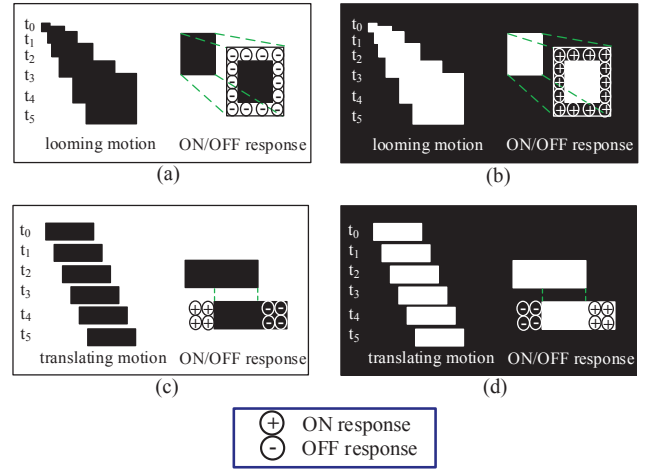 t0
t1
t2
t3
t4
t5
looming motion
ON/OFF response
(a)
t0
t1
t2
t3
t4
t5
looming motion
ON/OFF response
(b)
t0
t1
t2
t3
t4
t5
translating motion
ON/OFF response
(c)
t0
t1
t2
t3
t4
t5
translating motion
ON/OFF response
(d)
+ ON response
- OFF response